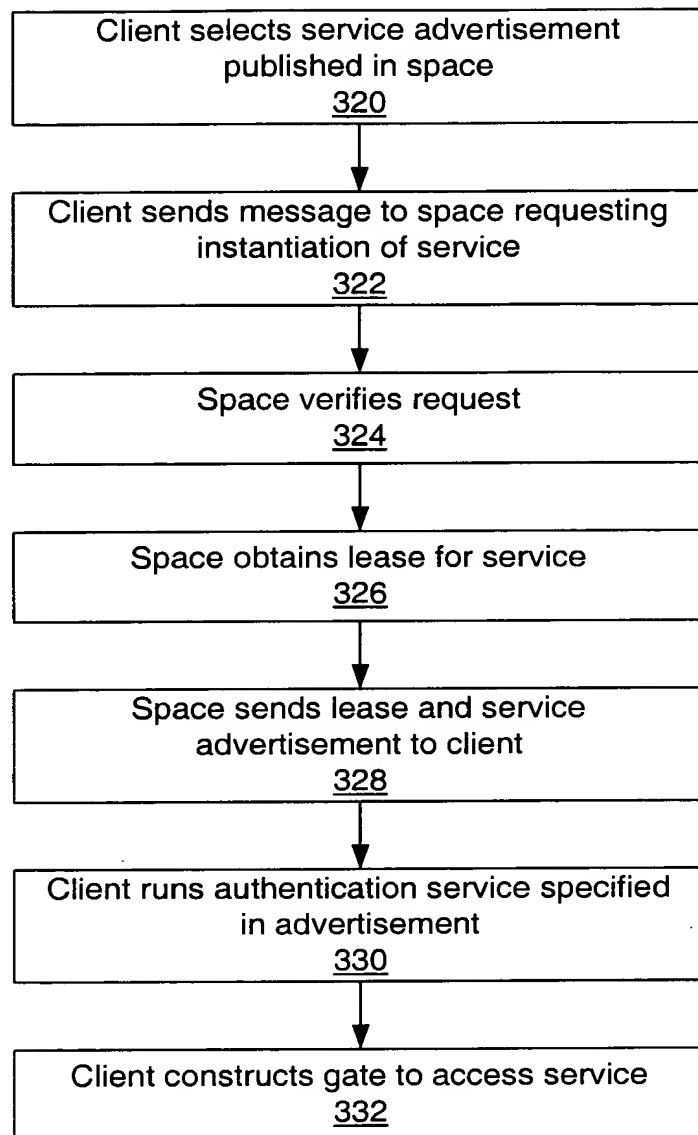 Client selects service advertisement
published in space
320
Client sends message to space requesting
instantiation of service
322
Space verifies request
324
Space obtains lease for service
326
Space sends lease and service
advertisement to client
328
Client runs authentication service specified
in advertisement
330
Client constructs gate to access service
332